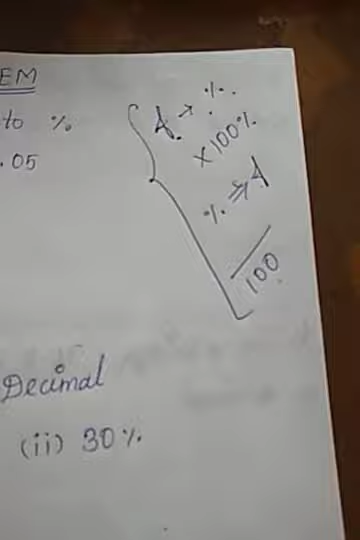 EM
to %
.05
A. → %.
×100%
% ⇒ A
/100
Decimal
(ii) 30%